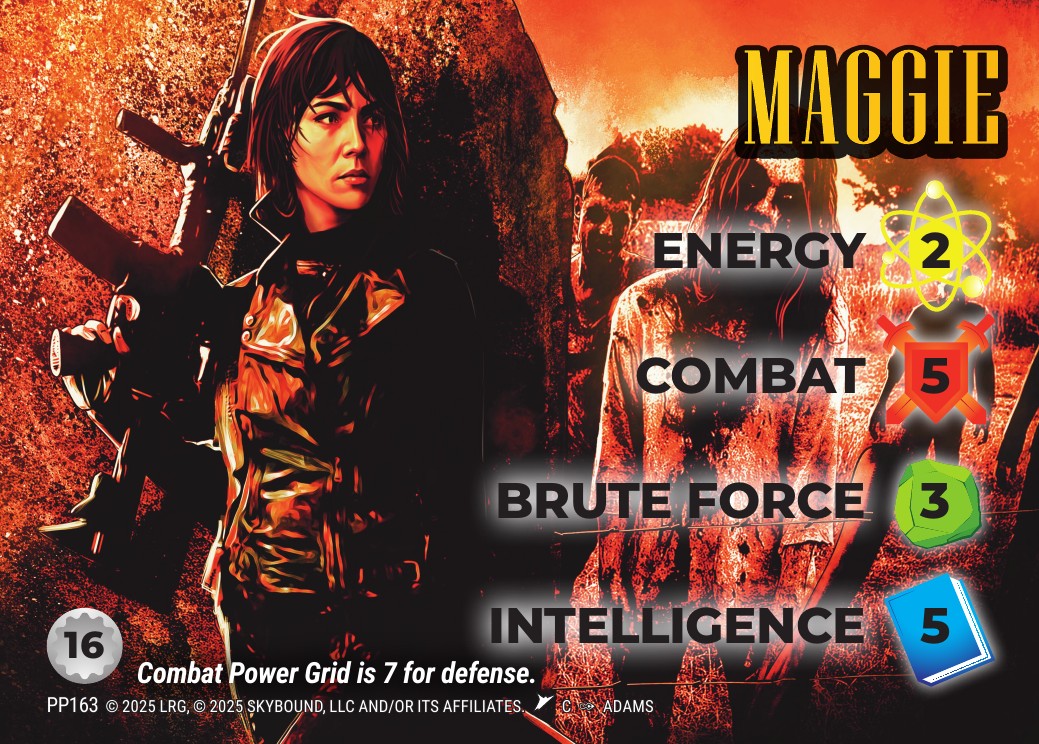 MAGGIE
ENERGY 2
COMBAT 5
BRUTE FORCE 3
INTELLIGENCE 5
16
Combat Power Grid is 7 for defense.
PP163 © 2025 LRG, © 2025 SKYBOUND, LLC AND/OR ITS AFFILIATES. C ADAMS